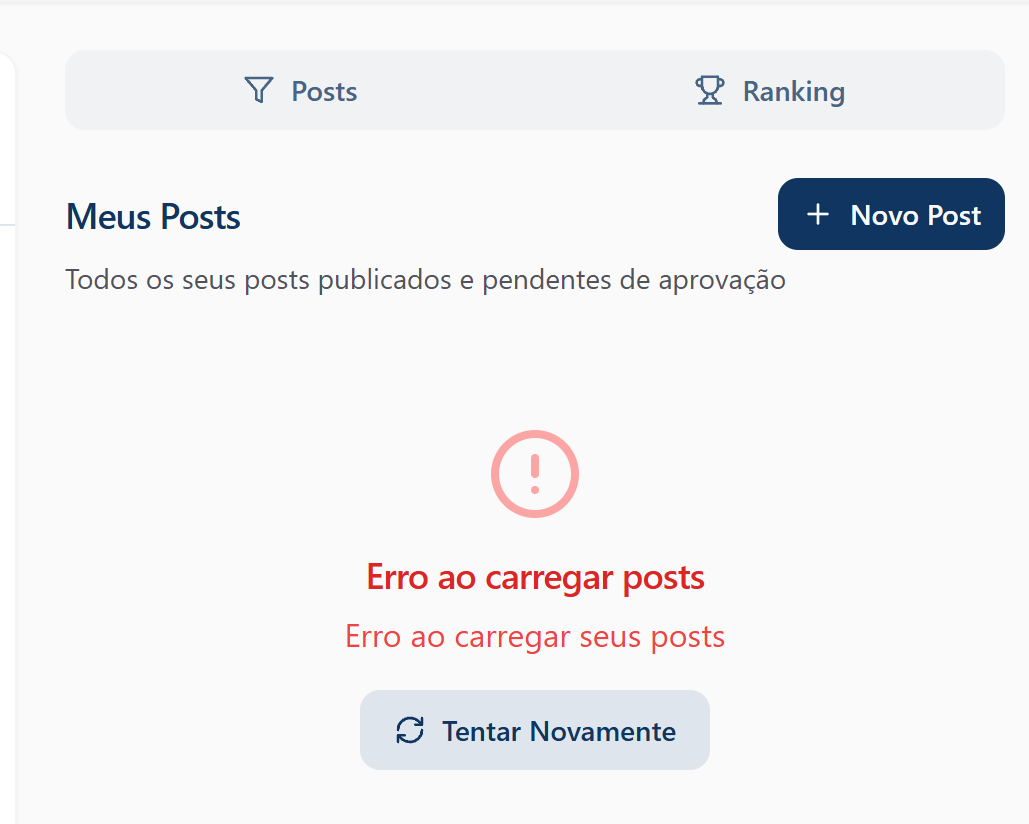 Posts
Ranking
Meus Posts
Novo Post
Todos os seus posts publicados e pendentes de aprovação
Erro ao carregar posts
Erro ao carregar seus posts
Tentar Novamente